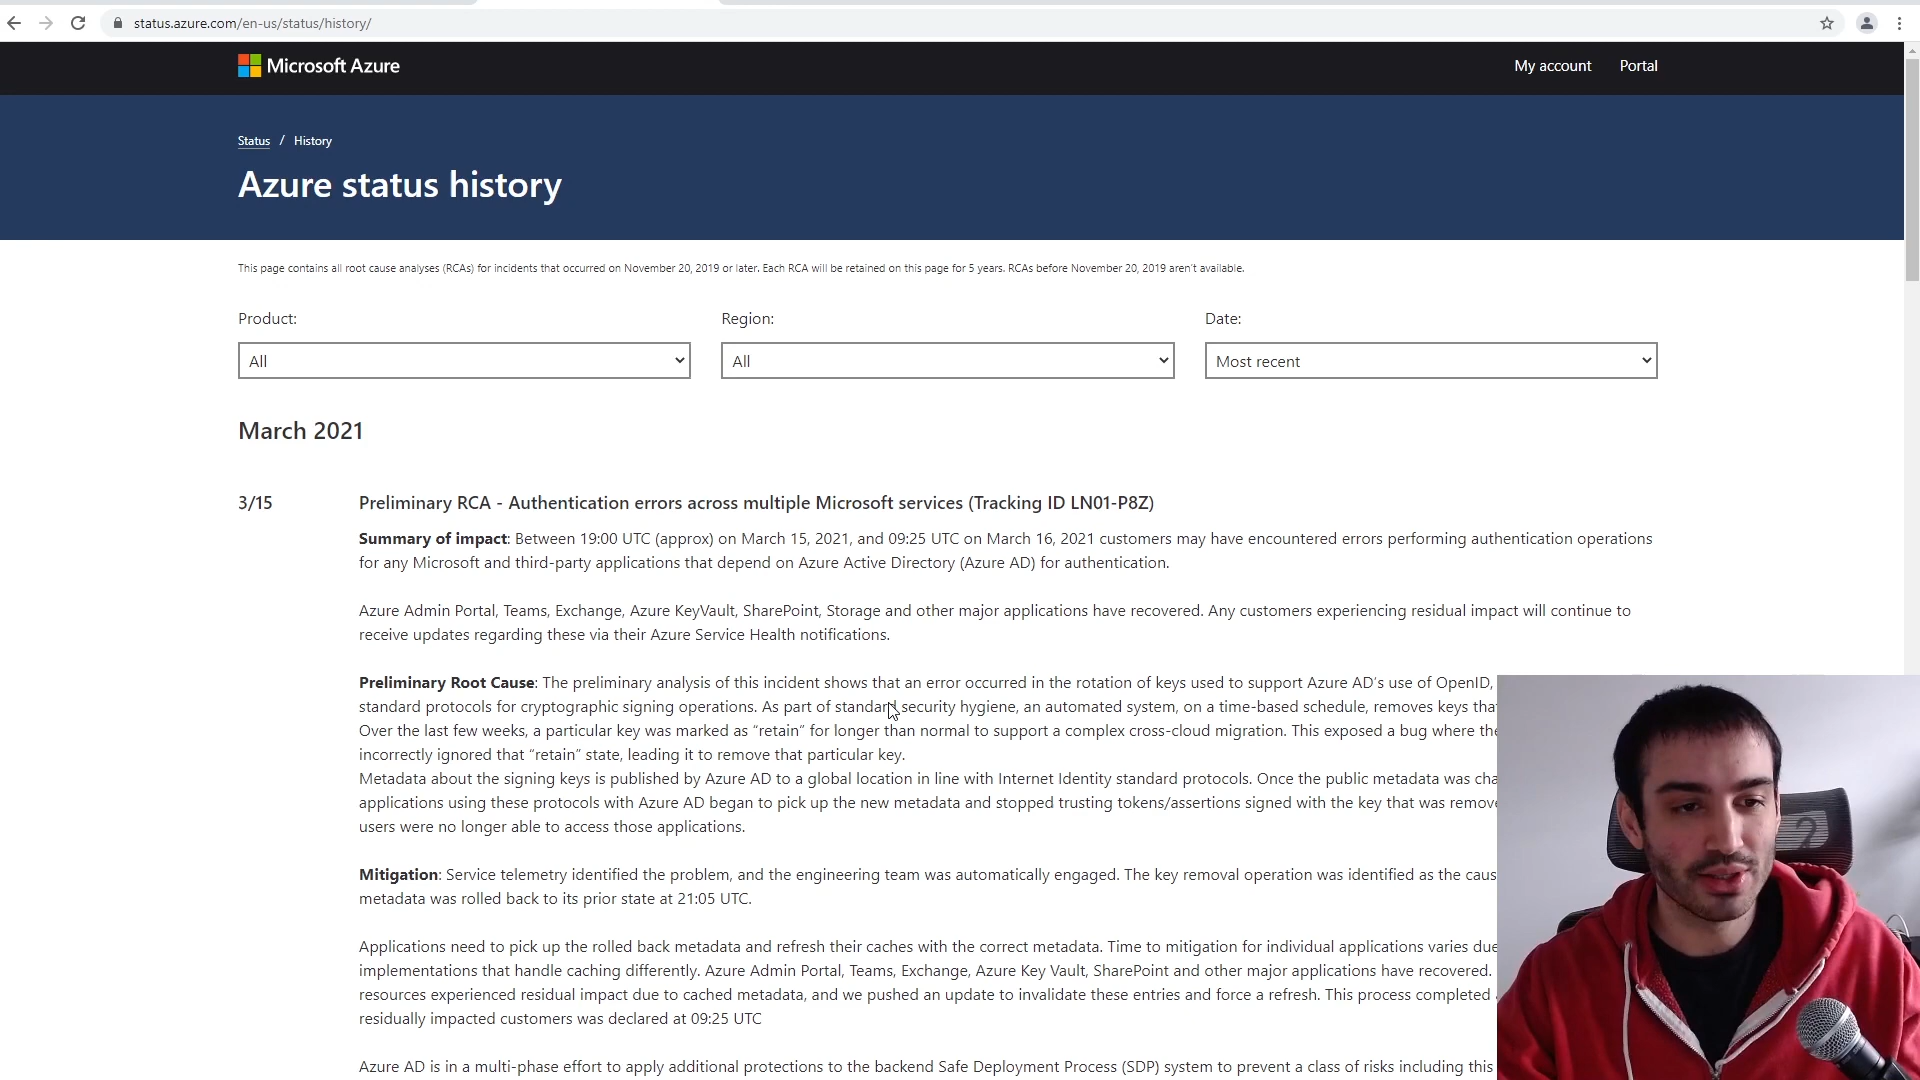 status.azure.com/en-us/status/history/
Microsoft Azure
My account
Portal
Status / History
Azure status history
This page contains all root cause analyses (RCAs) for incidents that occurred on November 20, 2019 or later. Each RCA will be retained on this page for 5 years. RCAs before November 20, 2019 aren't available.
Product:
Region:
Date:
All
All
Most recent
March 2021
3/15
Preliminary RCA - Authentication errors across multiple Microsoft services (Tracking ID LN01-P8Z)
Summary of impact: Between 19:00 UTC (approx) on March 15, 2021, and 09:25 UTC on March 16, 2021 customers may have encountered errors performing authentication operations
for any Microsoft and third-party applications that depend on Azure Active Directory (Azure AD) for authentication.
Azure Admin Portal, Teams, Exchange, Azure KeyVault, SharePoint, Storage and other major applications have recovered. Any customers experiencing residual impact will continue to
receive updates regarding these via their Azure Service Health notifications.
Preliminary Root Cause: The preliminary analysis of this incident shows that an error occurred in the rotation of keys used to support Azure AD's use of OpenID,
standard protocols for cryptographic signing operations. As part of standard security hygiene, an automated system, on a time-based schedule, removes keys
Over the last few weeks, a particular key was marked as “retain” for longer than normal to support a complex cross-cloud migration. This exposed a bug where
incorrectly ignored that “retain” state, leading it to remove that particular key.
Metadata about the signing keys is published by Azure AD to a global location in line with Internet Identity standard protocols. Once the public metadata was
applications using these protocols with Azure AD began to pick up the new metadata and stopped trusting tokens/assertions signed with the key that was
users were no longer able to access those applications.
Mitigation: Service telemetry identified the problem, and the engineering team was automatically engaged. The key removal operation was identified as the
metadata was rolled back to its prior state at 21:05 UTC.
Applications need to pick up the rolled back metadata and refresh their caches with the correct metadata. Time to mitigation for individual applications varies due
implementations that handle caching differently. Azure Admin Portal, Teams, Exchange, Azure Key Vault, SharePoint and other major applications have recovered.
resources experienced residual impact due to cached metadata, and we pushed an update to invalidate these entries and force a refresh. This process completed
residually impacted customers was declared at 09:25 UTC
Azure AD is in a multi-phase effort to apply additional protections to the backend Safe Deployment Process (SDP) system to prevent a class of risks including this